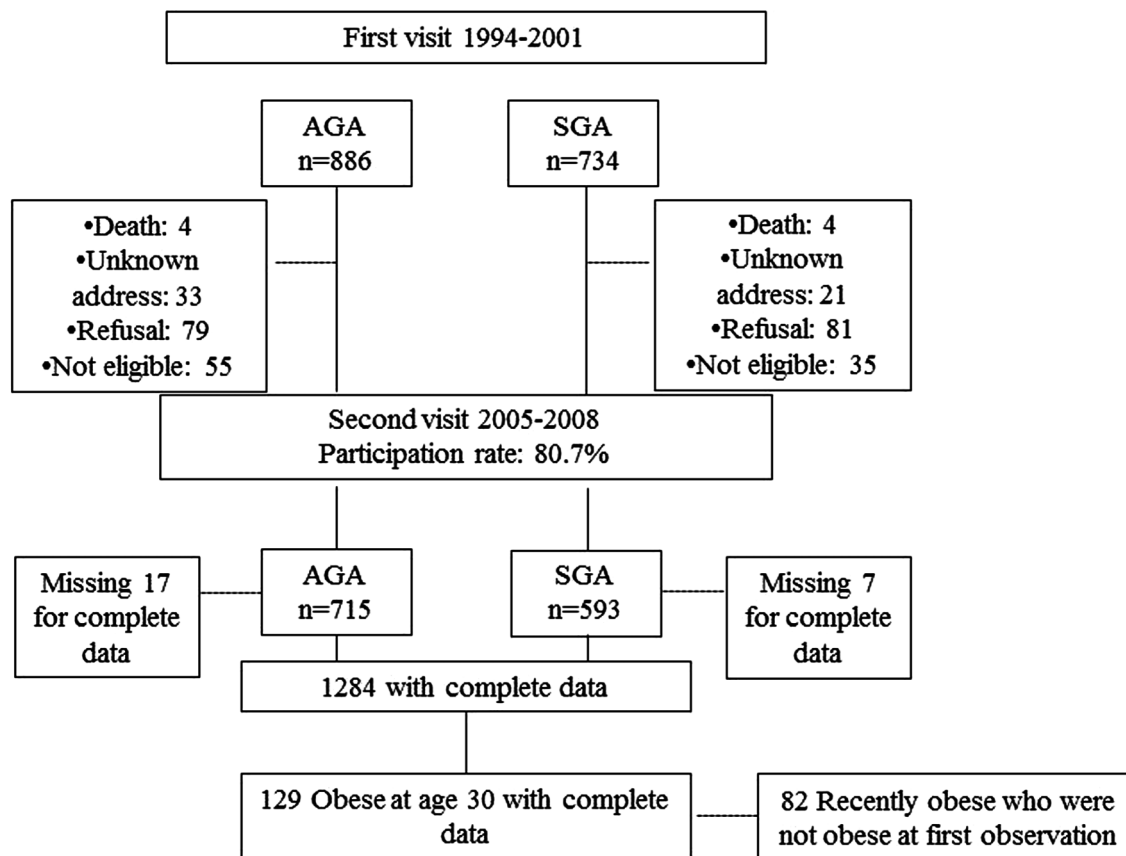 First visit 1994-2001
AGA
n=886
SGA
n=734
•Death: 4
•Unknown
address: 33
•Refusal: 79
•Not eligible: 55
•Death: 4
•Unknown
address: 21
•Refusal: 81
•Not eligible: 35
Second visit 2005-2008
Participation rate: 80.7%
Missing 17
for complete
data
AGA
n=715
SGA
n=593
Missing 7
for complete
data
1284 with complete data
129 Obese at age 30 with complete
data
82 Recently obese who were
not obese at first observation